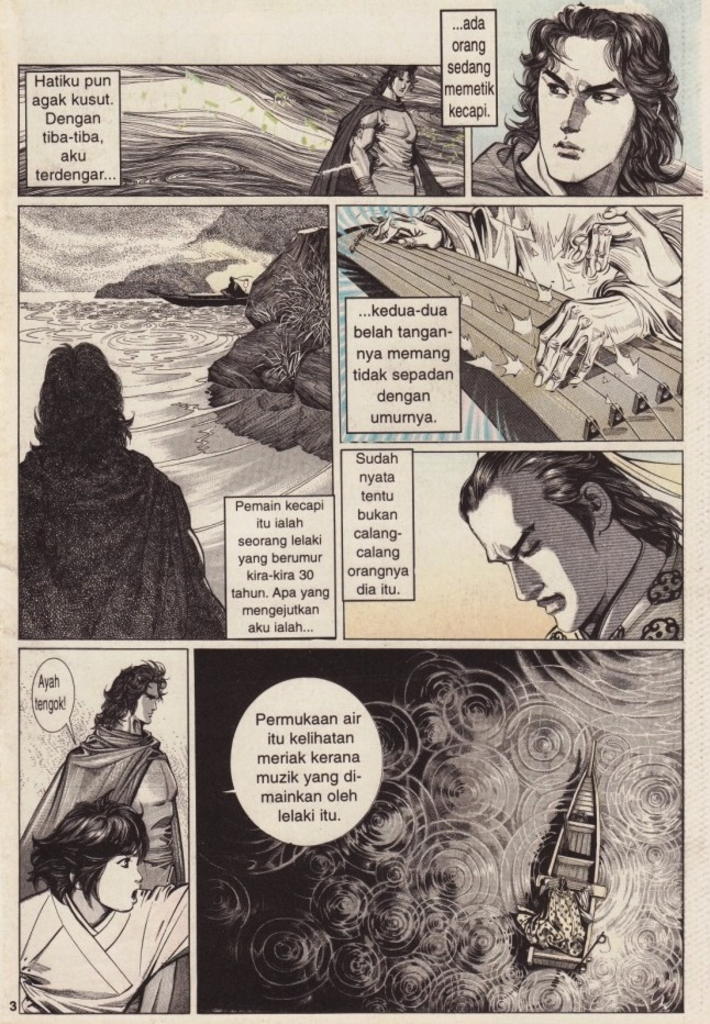 Hatiku pun
agak kusut.
Dengan
tiba-tiba,
aku
terdengar...
...ada
orang
sedang
memetik
kecapi.
Pemain kecapi
itu ialah
seorang lelaki
yang berumur
kira-kira 30
tahun. Apa yang
mengejutkan
aku ialah...
...kedua-dua
belah tangan-
nya memang
tidak sepadan
dengan
umurnya.
Sudah
nyata
tentu
bukan
calang-
calang
orangnya
dia itu.
Ayah
tengok!
Permukaan air
itu kelihatan
meriak kerana
muzik yang di-
mainkan oleh
lelaki itu.
3